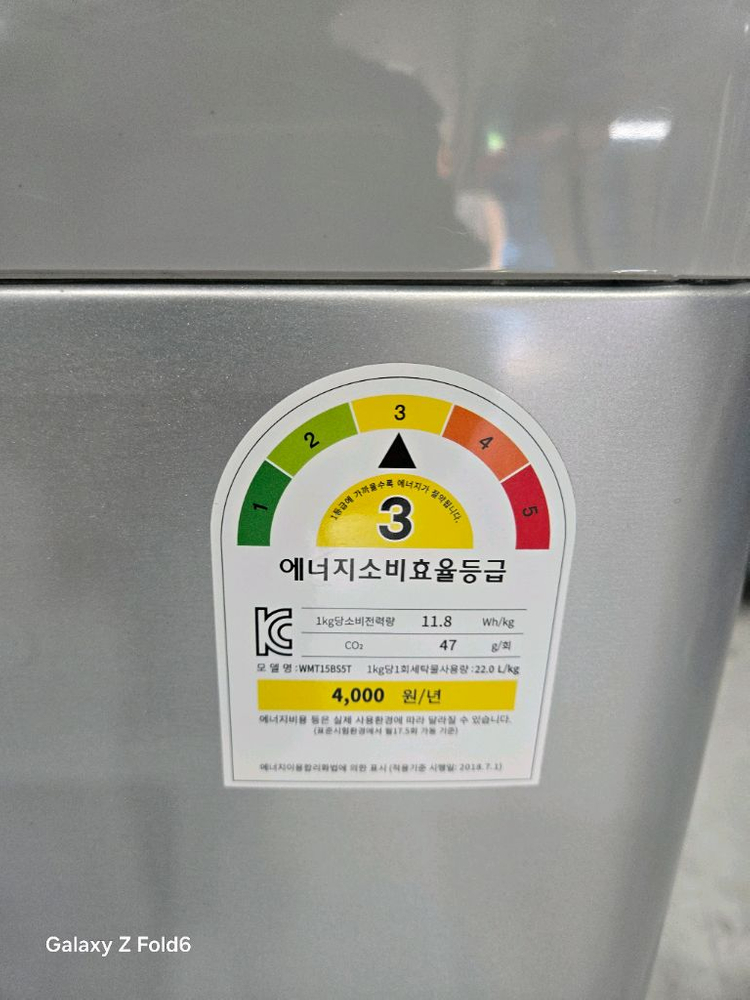 1 2 3 4 5
1등급에 가까울수록 에너지가 절약됩니다.
3
에너지소비효율등급
KC
1kg당소비전력량 11.8 Wh/kg
CO₂ 47 g/회
모 델 명 : WMT15BS5T 1kg당1회세탁물사용량 : 22.0 L/kg
4,000 원/년
에너지비용 등은 실제 사용환경에 따라 달라질 수 있습니다.
(표준시험환경에서 월17.5회 가동 기준)
에너지이용합리화법에 의한 표시 (적용기준 시행일: 2018.7.1)
Galaxy Z Fold6